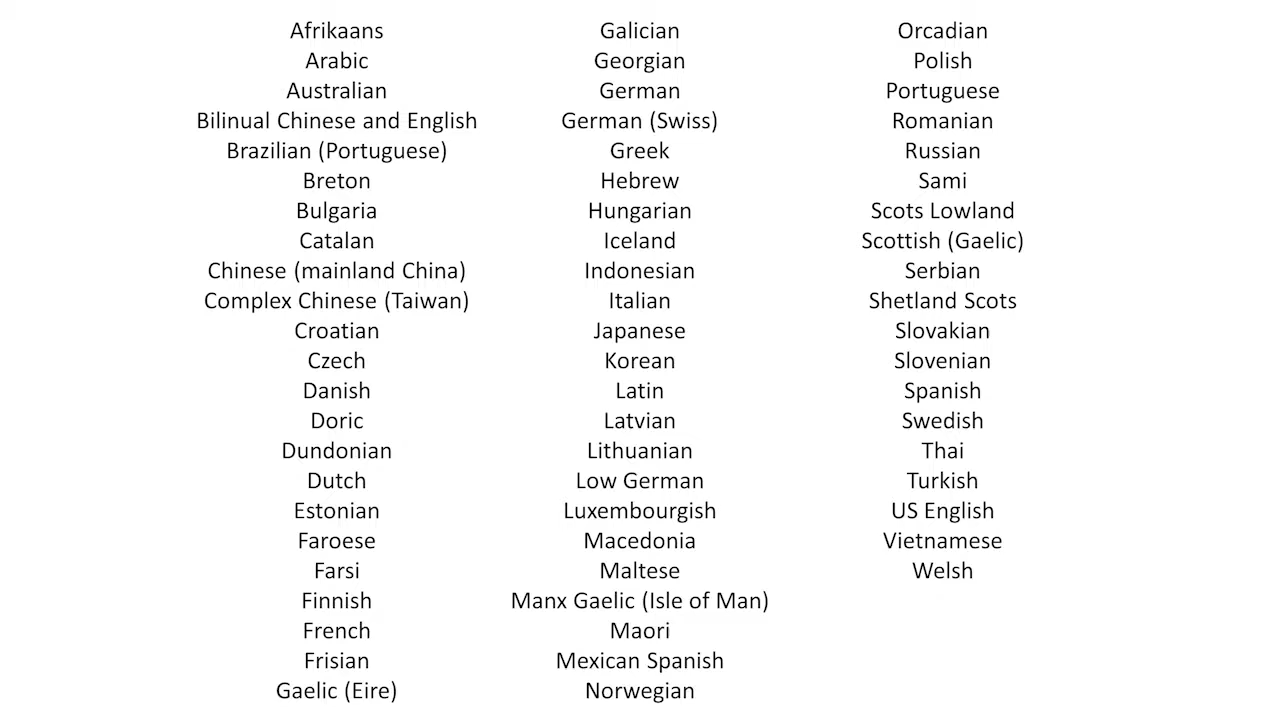 Afrikaans
Arabic
Australian
Bilinual Chinese and English
Brazilian (Portuguese)
Breton
Bulgaria
Catalan
Chinese (mainland China)
Complex Chinese (Taiwan)
Croatian
Czech
Danish
Doric
Dundonian
Dutch
Estonian
Faroese
Farsi
Finnish
French
Frisian
Gaelic (Eire)
Galician
Georgian
German
German (Swiss)
Greek
Hebrew
Hungarian
Iceland
Indonesian
Italian
Japanese
Korean
Latin
Latvian
Lithuanian
Low German
Luxembourgish
Macedonia
Maltese
Manx Gaelic (Isle of Man)
Maori
Mexican Spanish
Norwegian
Orcadian
Polish
Portuguese
Romanian
Russian
Sami
Scots Lowland
Scottish (Gaelic)
Serbian
Shetland Scots
Slovakian
Slovenian
Spanish
Swedish
Thai
Turkish
US English
Vietnamese
Welsh